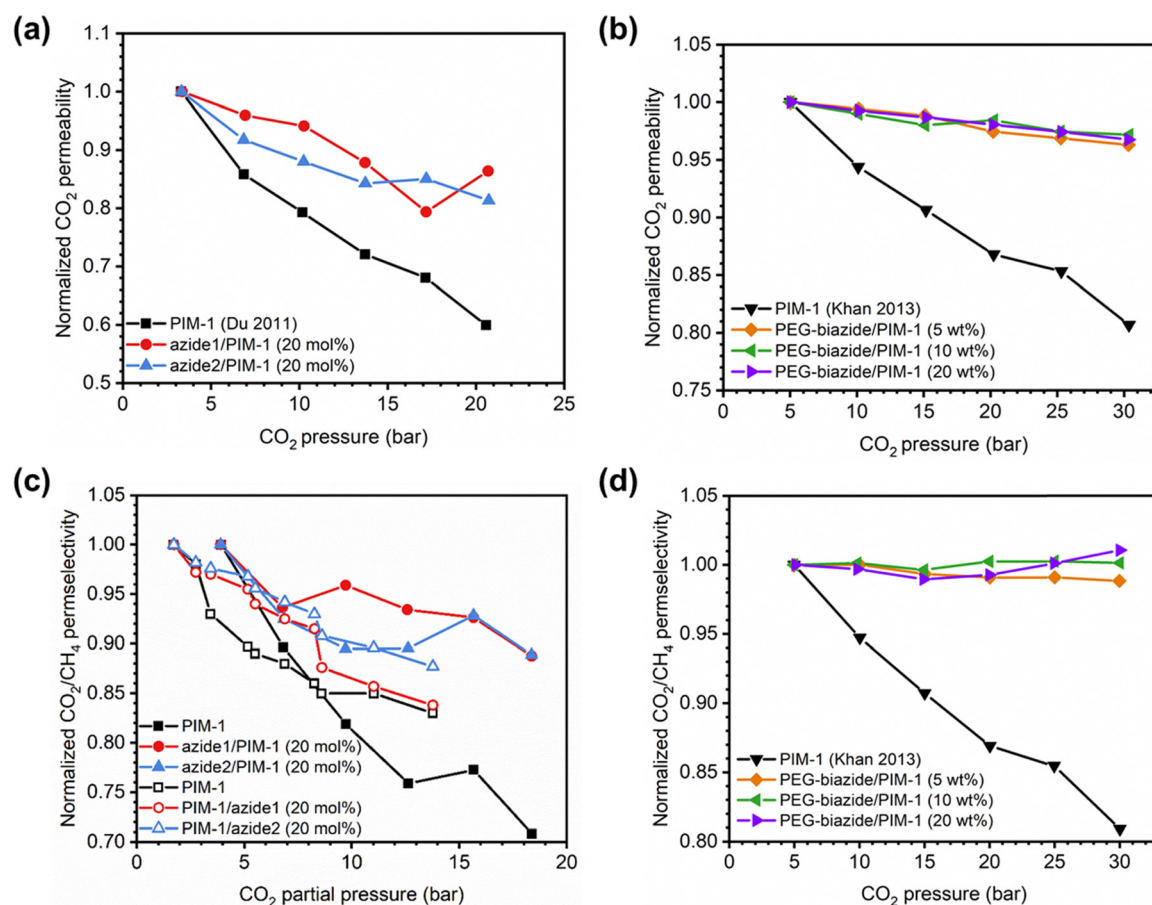 (a)
1.1
1.0
0.9
0.8
0.7
0.6
0.5
Normalized CO₂ permeability
PIM-1 (Du 2011)
azide1/PIM-1 (20 mol%)
azide2/PIM-1 (20 mol%)
0 5 10 15 20 25
CO₂ pressure (bar)
(b)
1.05
1.00
0.95
0.90
0.85
0.80
0.75
Normalized CO₂ permeability
PIM-1 (Khan 2013)
PEG-biazide/PIM-1 (5 wt%)
PEG-biazide/PIM-1 (10 wt%)
PEG-biazide/PIM-1 (20 wt%)
0 5 10 15 20 25 30
CO₂ pressure (bar)
(c)
1.05
1.00
0.95
0.90
0.85
0.80
0.75
0.70
Normalized CO₂/CH₄ permselectivity
PIM-1
azide1/PIM-1 (20 mol%)
azide2/PIM-1 (20 mol%)
PIM-1
PIM-1/azide1 (20 mol%)
PIM-1/azide2 (20 mol%)
0 5 10 15 20
CO₂ partial pressure (bar)
(d)
1.05
1.00
0.95
0.90
0.85
0.80
Normalized CO₂/CH₄ permselectivity
PIM-1 (Khan 2013)
PEG-biazide/PIM-1 (5 wt%)
PEG-biazide/PIM-1 (10 wt%)
PEG-biazide/PIM-1 (20 wt%)
0 5 10 15 20 25 30
CO₂ pressure (bar)